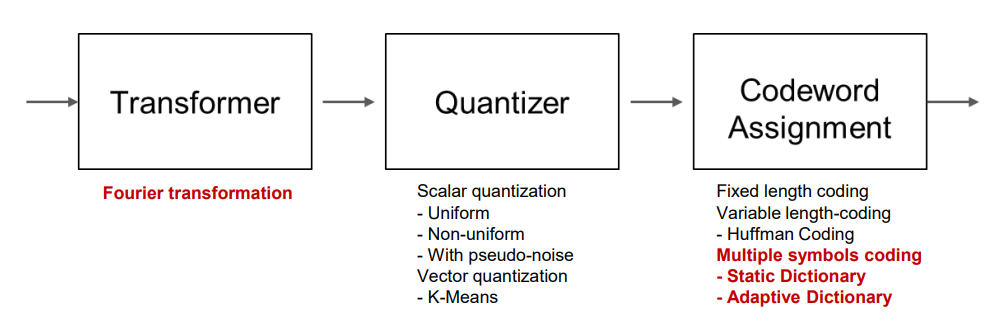 Transformer
Quantizer
Codeword
Assignment
Fourier transformation
Scalar quantization
- Uniform
- Non-uniform
- With pseudo-noise
Vector quantization
- K-Means
Fixed length coding
Variable length-coding
- Huffman Coding
Multiple symbols coding
- Static Dictionary
- Adaptive Dictionary